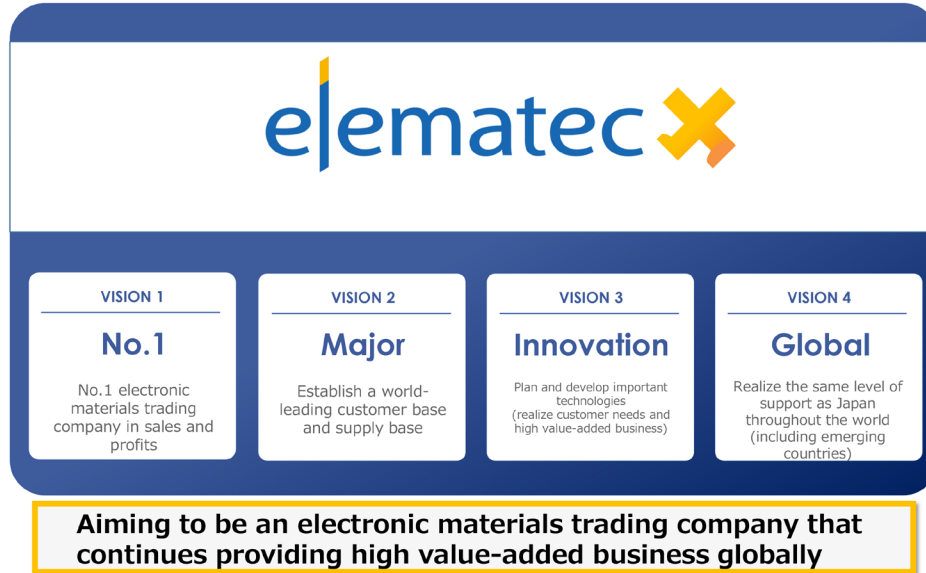 elematec
VISION 1
No.1
No.1 electronic
materials trading
company in sales and
profits
VISION 2
Major
Establish a world-
leading customer base
and supply base
VISION 3
Innovation
Plan and develop important
technologies
(realize customer needs and
high value-added business)
VISION 4
Global
Realize the same level of
support as Japan
throughout the world
(including emerging
countries)
Aiming to be an electronic materials trading company that
continues providing high value-added business globally